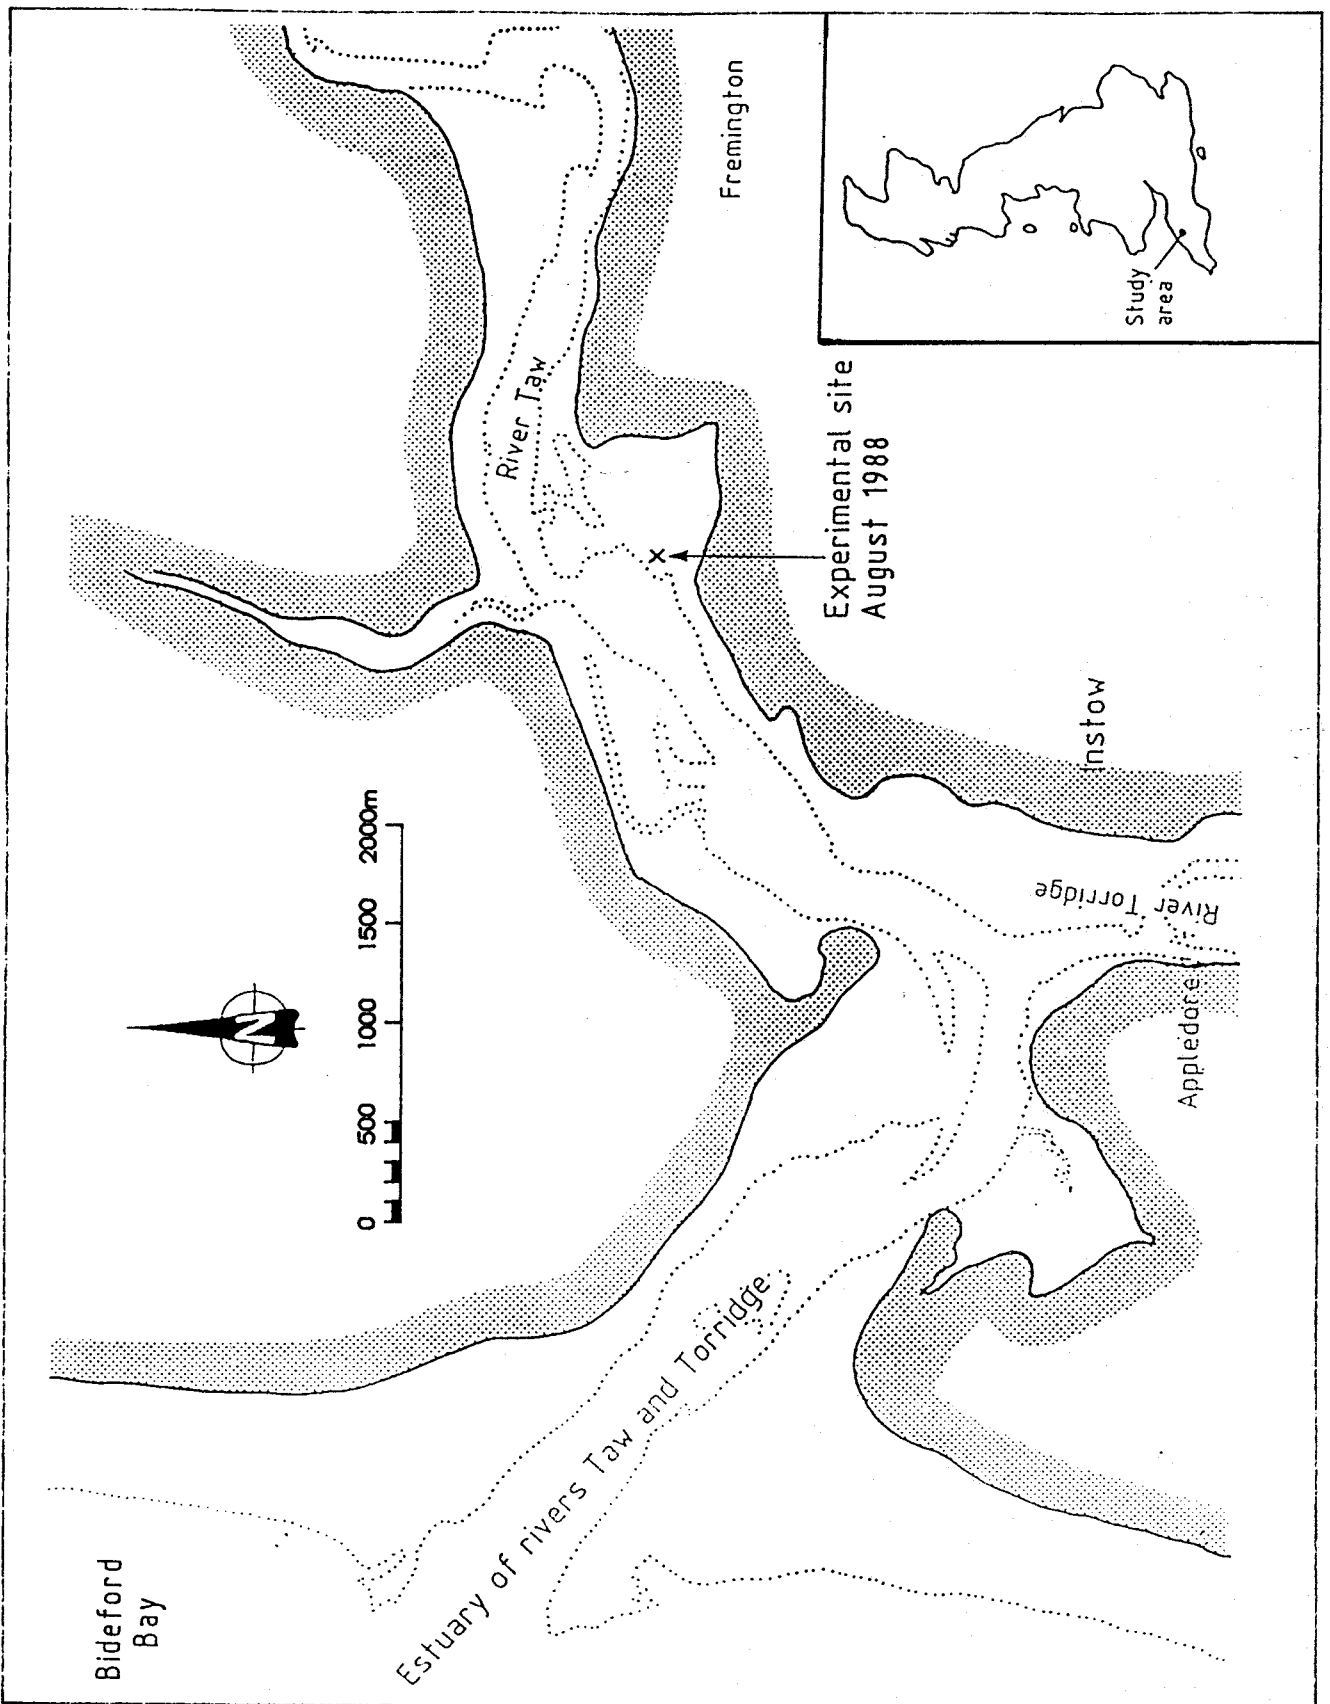 Bideford
Bay
Estuary of rivers Taw and Torridge
0 500 1000 1500 2000m
N
River Taw
Fremington
Experimental site
August 1988
Instow
River Torridge
Appledore
Study
area